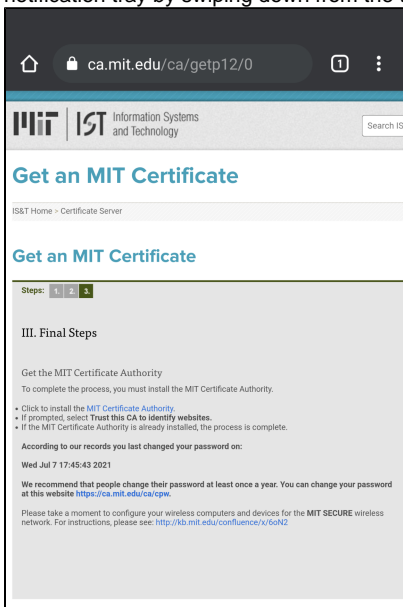 notification tray by swiping down from the
ca.mit.edu/ca/getp12/0
1
MIT IST Information Systems
and Technology
Search IS
Get an MIT Certificate
IS&T Home > Certificate Server
Get an MIT Certificate
Steps: 1. 2. 3.
III. Final Steps
Get the MIT Certificate Authority
To complete the process, you must install the MIT Certificate Authority.
• Click to install the MIT Certificate Authority.
• If prompted, select Trust this CA to identify websites.
• If the MIT Certificate Authority is already installed, the process is complete.
According to our records you last changed your password on:
Wed Jul 7 17:45:43 2021
We recommend that people change their password at least once a year. You can change your password
at this website https://ca.mit.edu/ca/cpw.
Please take a moment to configure your wireless computers and devices for the MIT SECURE wireless
network. For instructions, please see: http://kb.mit.edu/confluence/x/6oN2